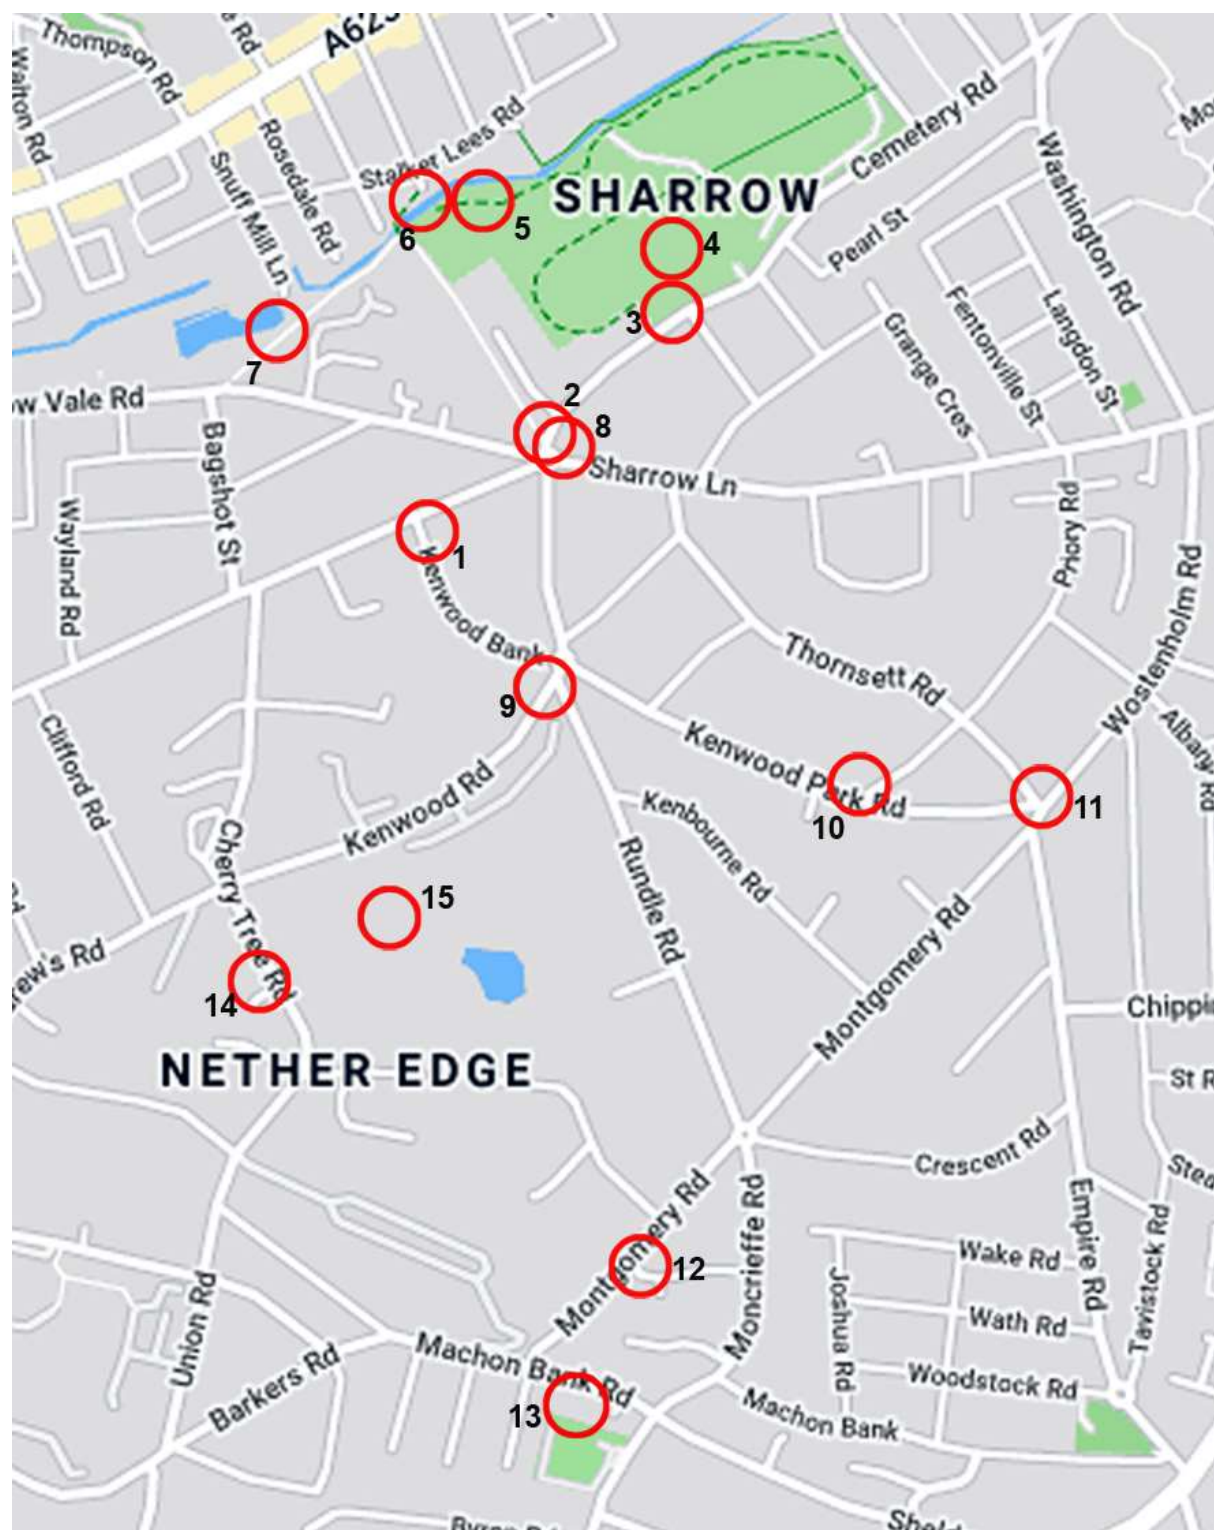 Thompson Rd
A625
Walton Rd
Rosedale Rd
Snuff Mill Ln
Stalker Lees Rd
Cemetery Rd
SHARROW
Washington Rd
Pearl St
6
5
4
3
7
Fentonville St
Langdon St
Grange Cres
ow Vale Rd
2
8
Bagshot St
Sharrow Ln
Wayland Rd
1
Priory Rd
Kenwood Bank
Wostenholm Rd
Thornsett Rd
9
Clifford Rd
Kenwood Park Rd
Albany Rd
Kenwood Rd
Kenbourne Rd
10
11
Cherry Tree Rd
Rundle Rd
15
Montgomery Rd
rew's Rd
14
Chippi
NETHER EDGE
St R
Crescent Rd
Montgomery Rd
Moncrieffe Rd
Empire Rd
Tavistock Rd
12
Wake Rd
Joshua Rd
Wath Rd
Union Rd
Machon Bank Rd
Barkers Rd
Woodstock Rd
13
Machon Bank